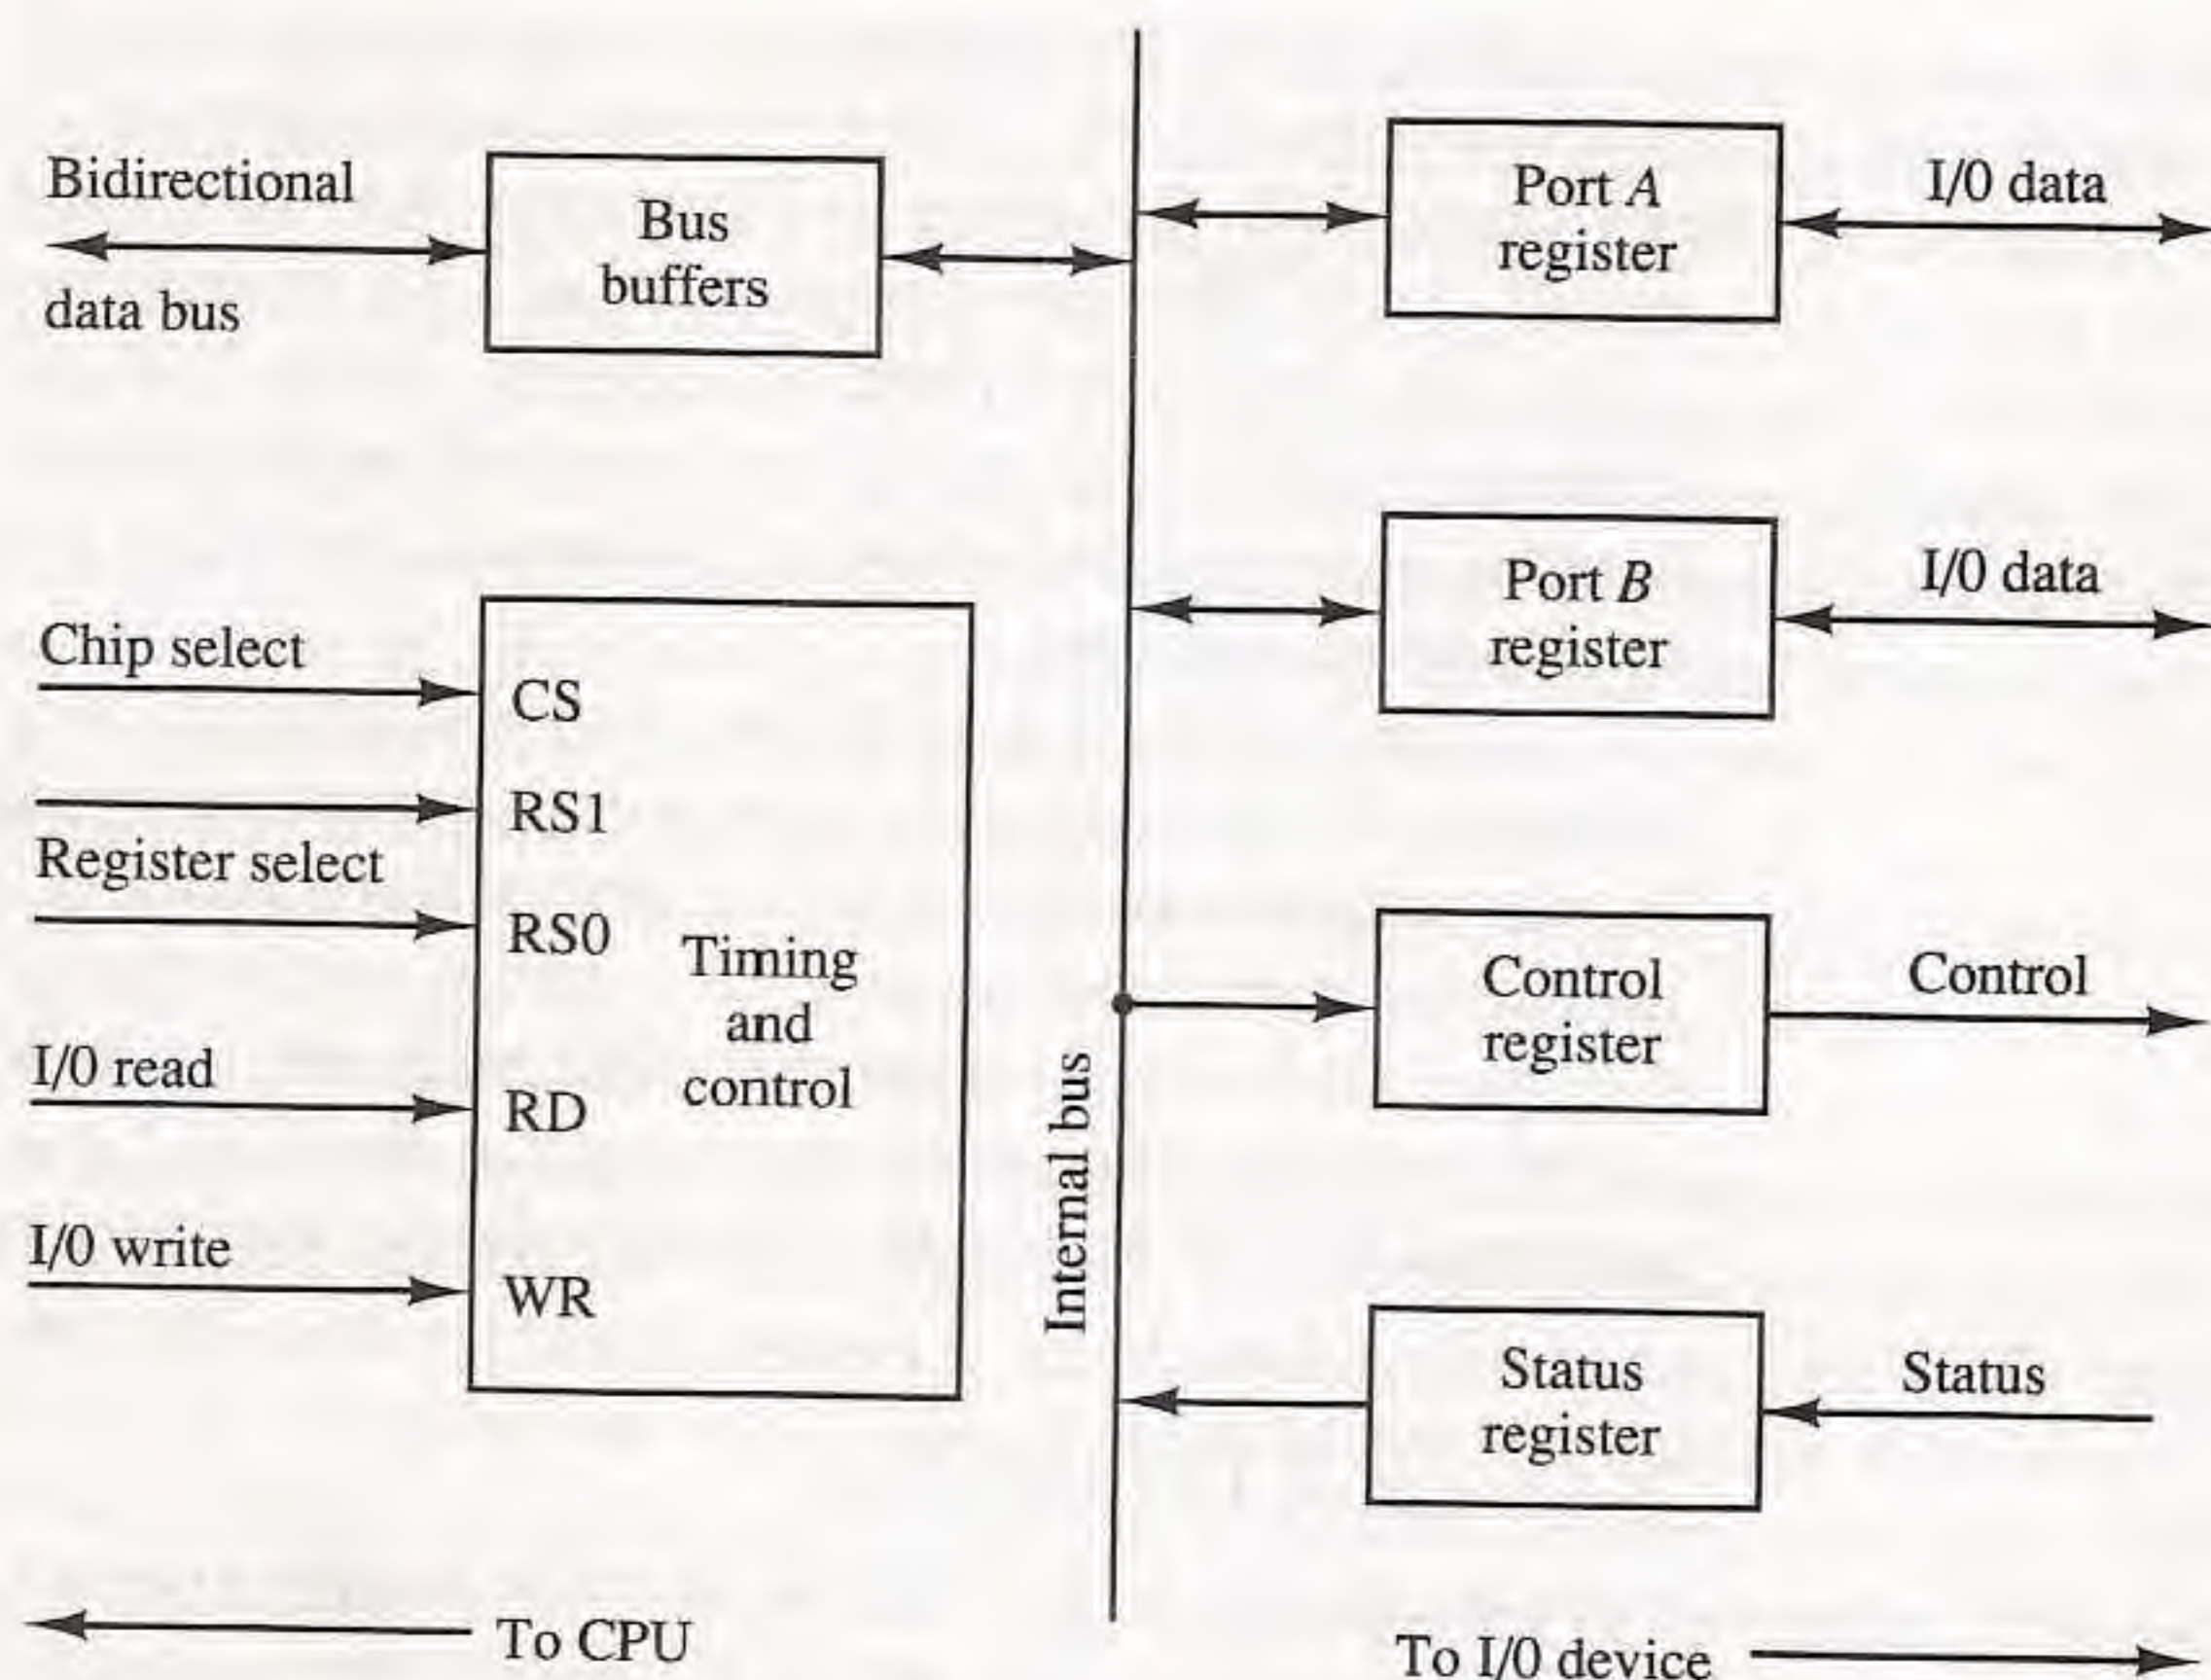 Bidirectional
data bus
Bus
buffers
Port A
register
I/0 data
Port B
register
I/0 data
Chip select
CS
RS1
Register select
RS0
Timing
and
control
I/0 read
RD
I/0 write
WR
Internal bus
Control
register
Control
Status
register
Status
To CPU
To I/0 device